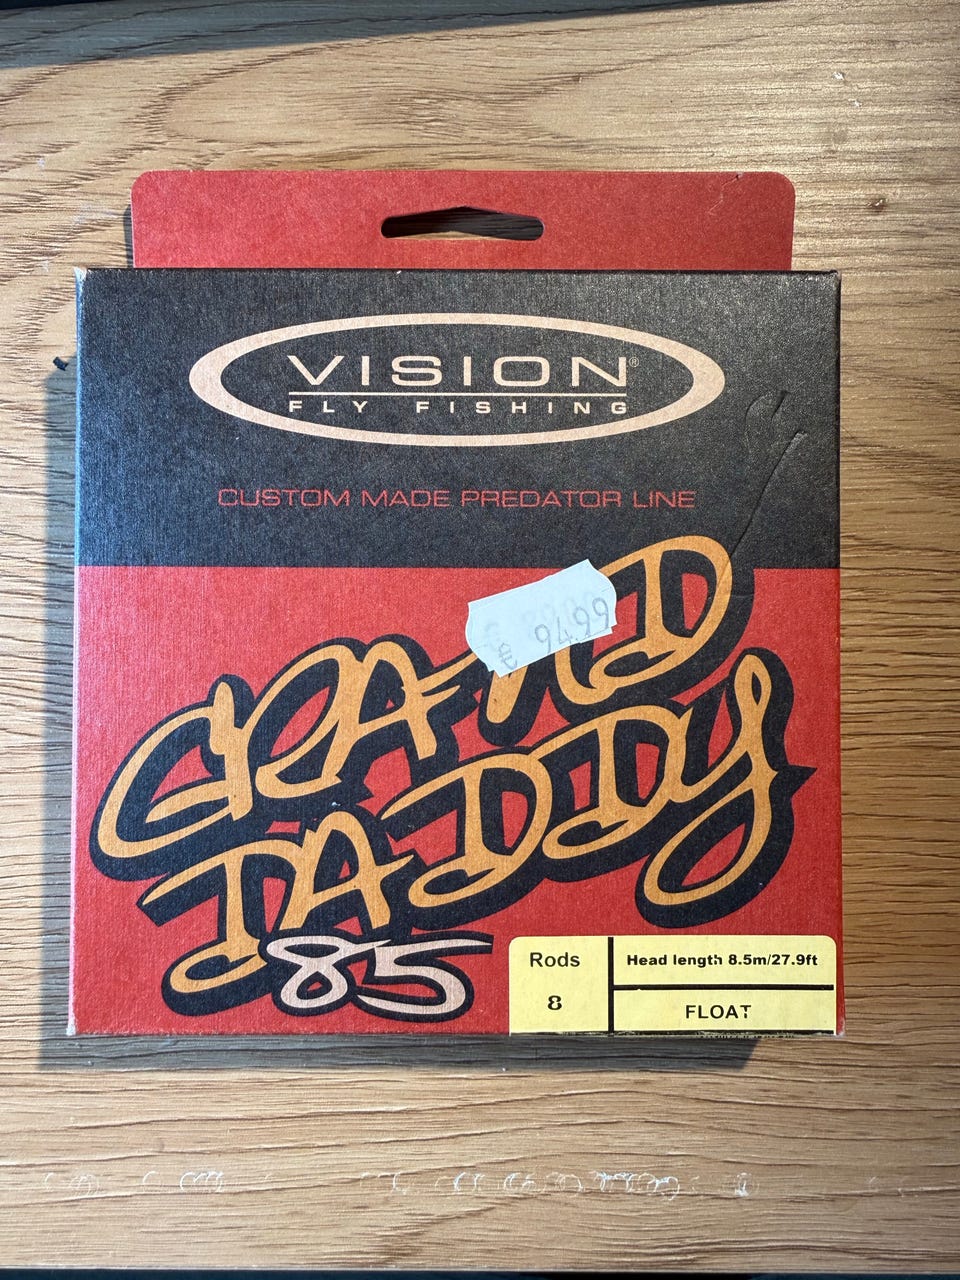 VISION®
FLY FISHING
CUSTOM MADE PREDATOR LINE
€ 94.99
GRAND
DADDY
85
Rods
8
Head length 8.5m/27.9ft
FLOAT